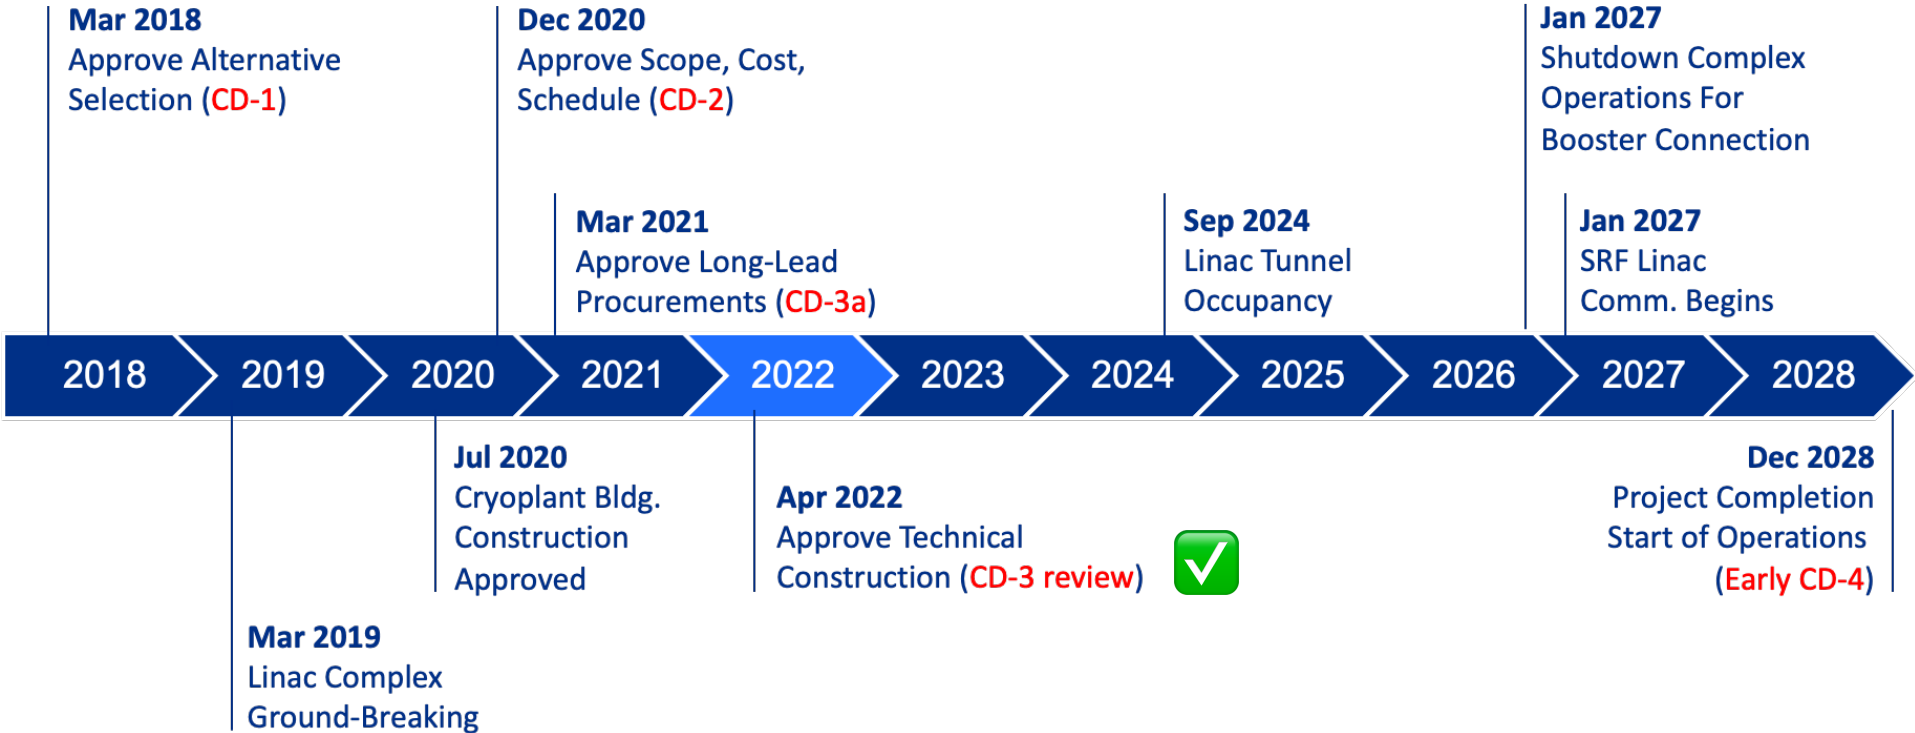 Mar 2018
Approve Alternative
Selection (CD-1)
Dec 2020
Approve Scope, Cost,
Schedule (CD-2)
Jan 2027
Shutdown Complex
Operations For
Booster Connection
Mar 2021
Approve Long-Lead
Procurements (CD-3a)
Sep 2024
Linac Tunnel
Occupancy
Jan 2027
SRF Linac
Comm. Begins
2018 2019 2020 2021 2022 2023 2024 2025 2026 2027 2028
Jul 2020
Cryoplant Bldg.
Construction
Approved
Apr 2022
Approve Technical
Construction (CD-3 review)
Dec 2028
Project Completion
Start of Operations
(Early CD-4)
Mar 2019
Linac Complex
Ground-Breaking